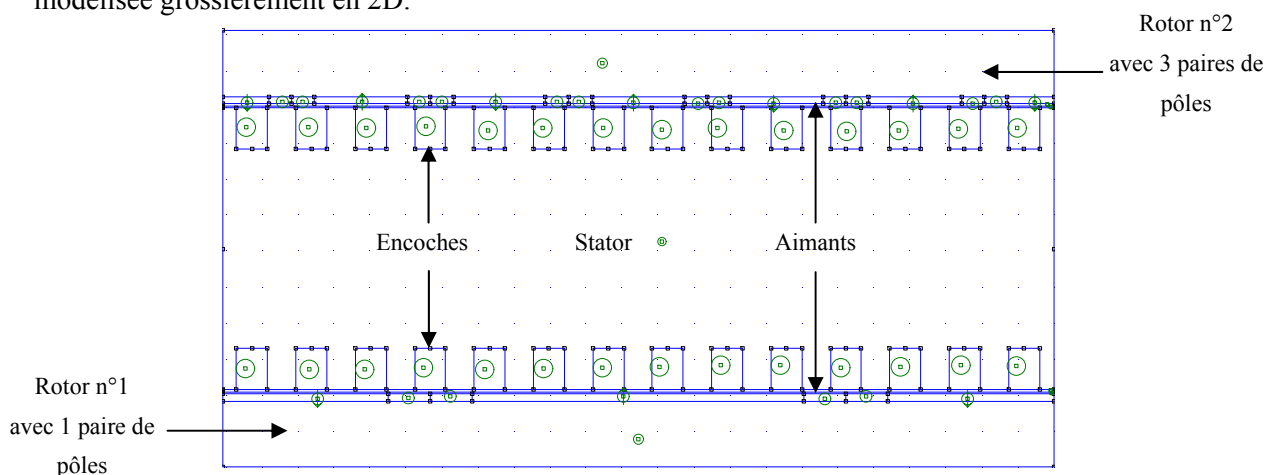 modélisée grossièrement en 2D.
Rotor n°2
avec 3 paires de
pôles
Encoches
Stator
Aimants
Rotor n°1
avec 1 paire de
pôles